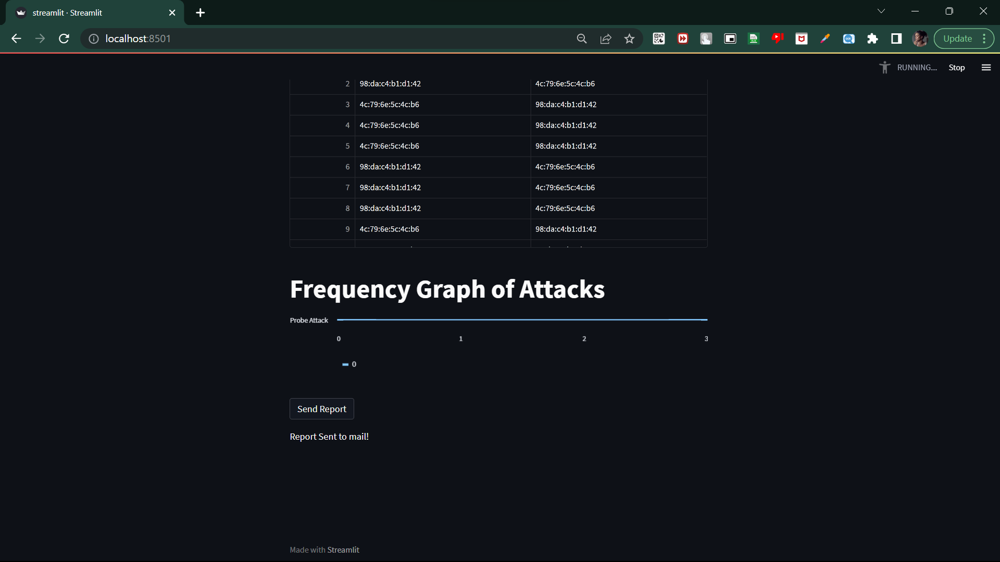 streamlit · Streamlit
localhost:8501
Update
RUNNING...
Stop
2 98:da:c4:b1:d1:42 4c:79:6e:5c:4c:b6
3 4c:79:6e:5c:4c:b6 98:da:c4:b1:d1:42
4 4c:79:6e:5c:4c:b6 98:da:c4:b1:d1:42
5 4c:79:6e:5c:4c:b6 98:da:c4:b1:d1:42
6 98:da:c4:b1:d1:42 4c:79:6e:5c:4c:b6
7 98:da:c4:b1:d1:42 4c:79:6e:5c:4c:b6
8 98:da:c4:b1:d1:42 4c:79:6e:5c:4c:b6
9 4c:79:6e:5c:4c:b6 98:da:c4:b1:d1:42
Frequency Graph of Attacks
Probe Attack
0 1 2 3
0
Send Report
Report Sent to mail!
Made with Streamlit